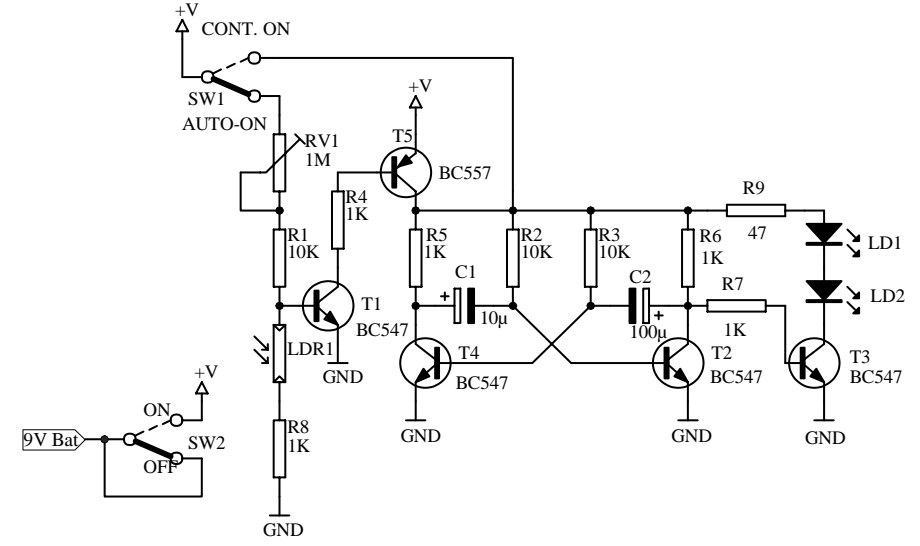 +V
CONT. ON
SW1
AUTO-ON
RV1
1M
R1
10K
LDR1
R8
1K
GND
R4
1K
T1
BC547
GND
+V
T5
BC557
R5
1K
C1
+
10µ
R2
10K
R3
10K
C2
+
100µ
R6
1K
R9
47
R7
1K
LD1
LD2
T4
BC547
GND
T2
BC547
GND
T3
BC547
GND
+V
ON
9V Bat
SW2
OFF